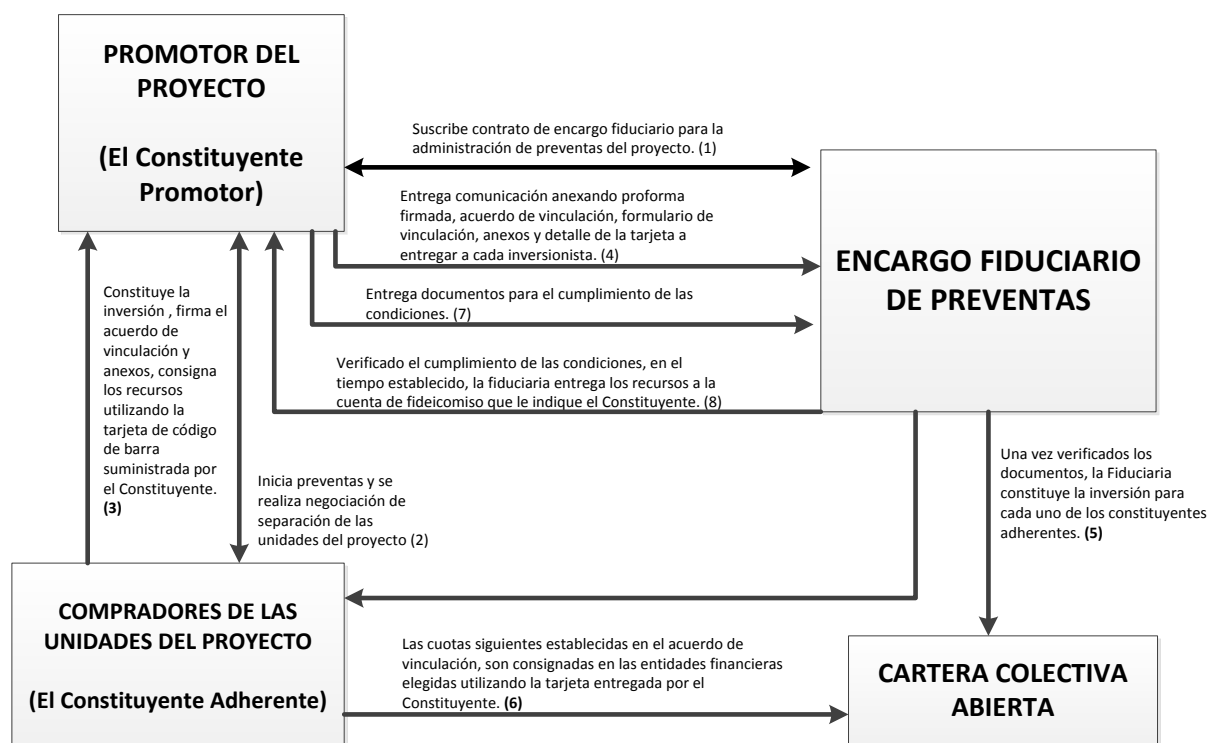 PROMOTOR DEL
PROYECTO
(El Constituyente
Promotor)
Suscribe contrato de encargo fiduciario para la
administración de preventas del proyecto. (1)
Entrega comunicación anexando proforma
firmada, acuerdo de vinculación, formulario de
vinculación, anexos y detalle de la tarjeta a
entregar a cada inversionista. (4)
ENCARGO FIDUCIARIO
DE PREVENTAS
Entrega documentos para el cumplimiento de las
condiciones. (7)
Verificado el cumplimiento de las condiciones, en el
tiempo establecido, la fiduciaria entrega los recursos a la
cuenta de fideicomiso que le indique el Constituyente. (8)
Constituye la
inversión , firma el
acuerdo de
vinculación y
anexos, consigna
los recursos
utilizando la
tarjeta de código
de barra
suministrada por
el Constituyente.
(3)
Inicia preventas y se
realiza negociación de
separación de las
unidades del proyecto (2)
Una vez verificados los
documentos, la Fiduciaria
constituye la inversión para
cada uno de los constituyentes
adherentes. (5)
COMPRADORES DE LAS
UNIDADES DEL PROYECTO
(El Constituyente Adherente)
Las cuotas siguientes establecidas en el acuerdo de
vinculación, son consignadas en las entidades financieras
elegidas utilizando la tarjeta entregada por el
Constituyente. (6)
CARTERA COLECTIVA
ABIERTA